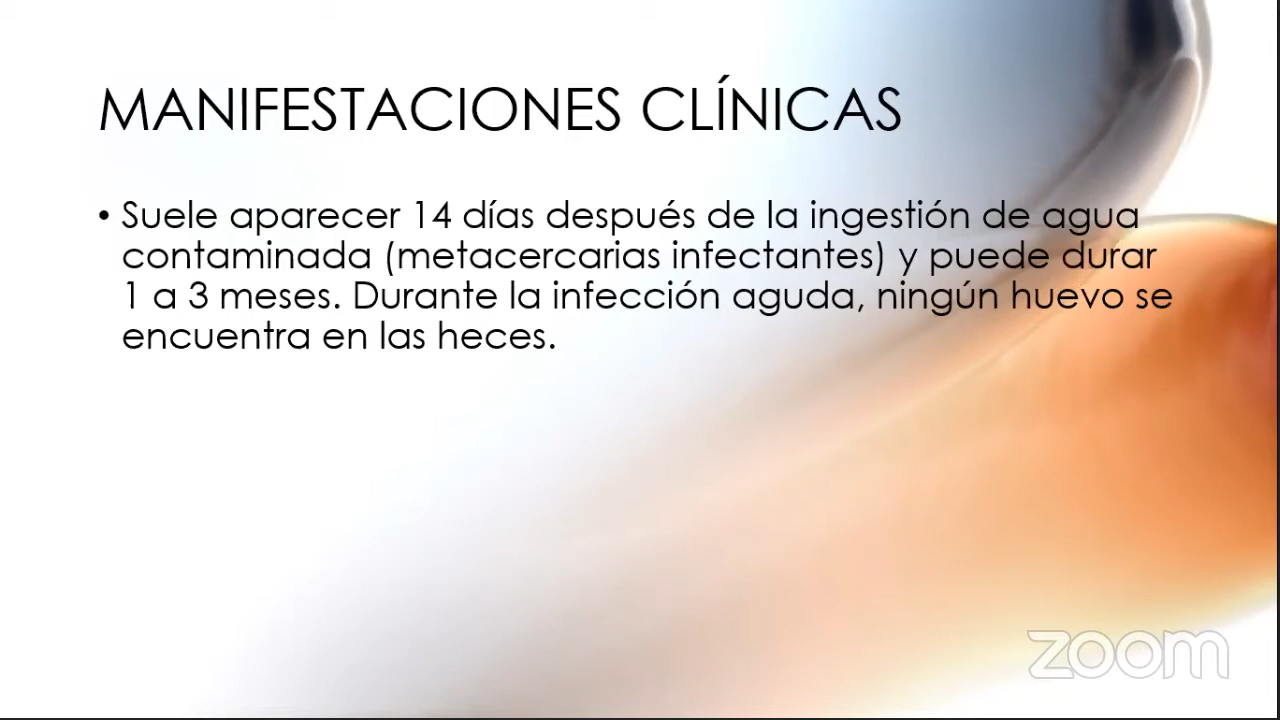 MANIFESTACIONES CLÍNICAS
• Suele aparecer 14 días después de la ingestión de agua
contaminada (metacercarias infectantes) y puede durar
1 a 3 meses. Durante la infección aguda, ningún huevo se
encuentra en las heces.
zoom